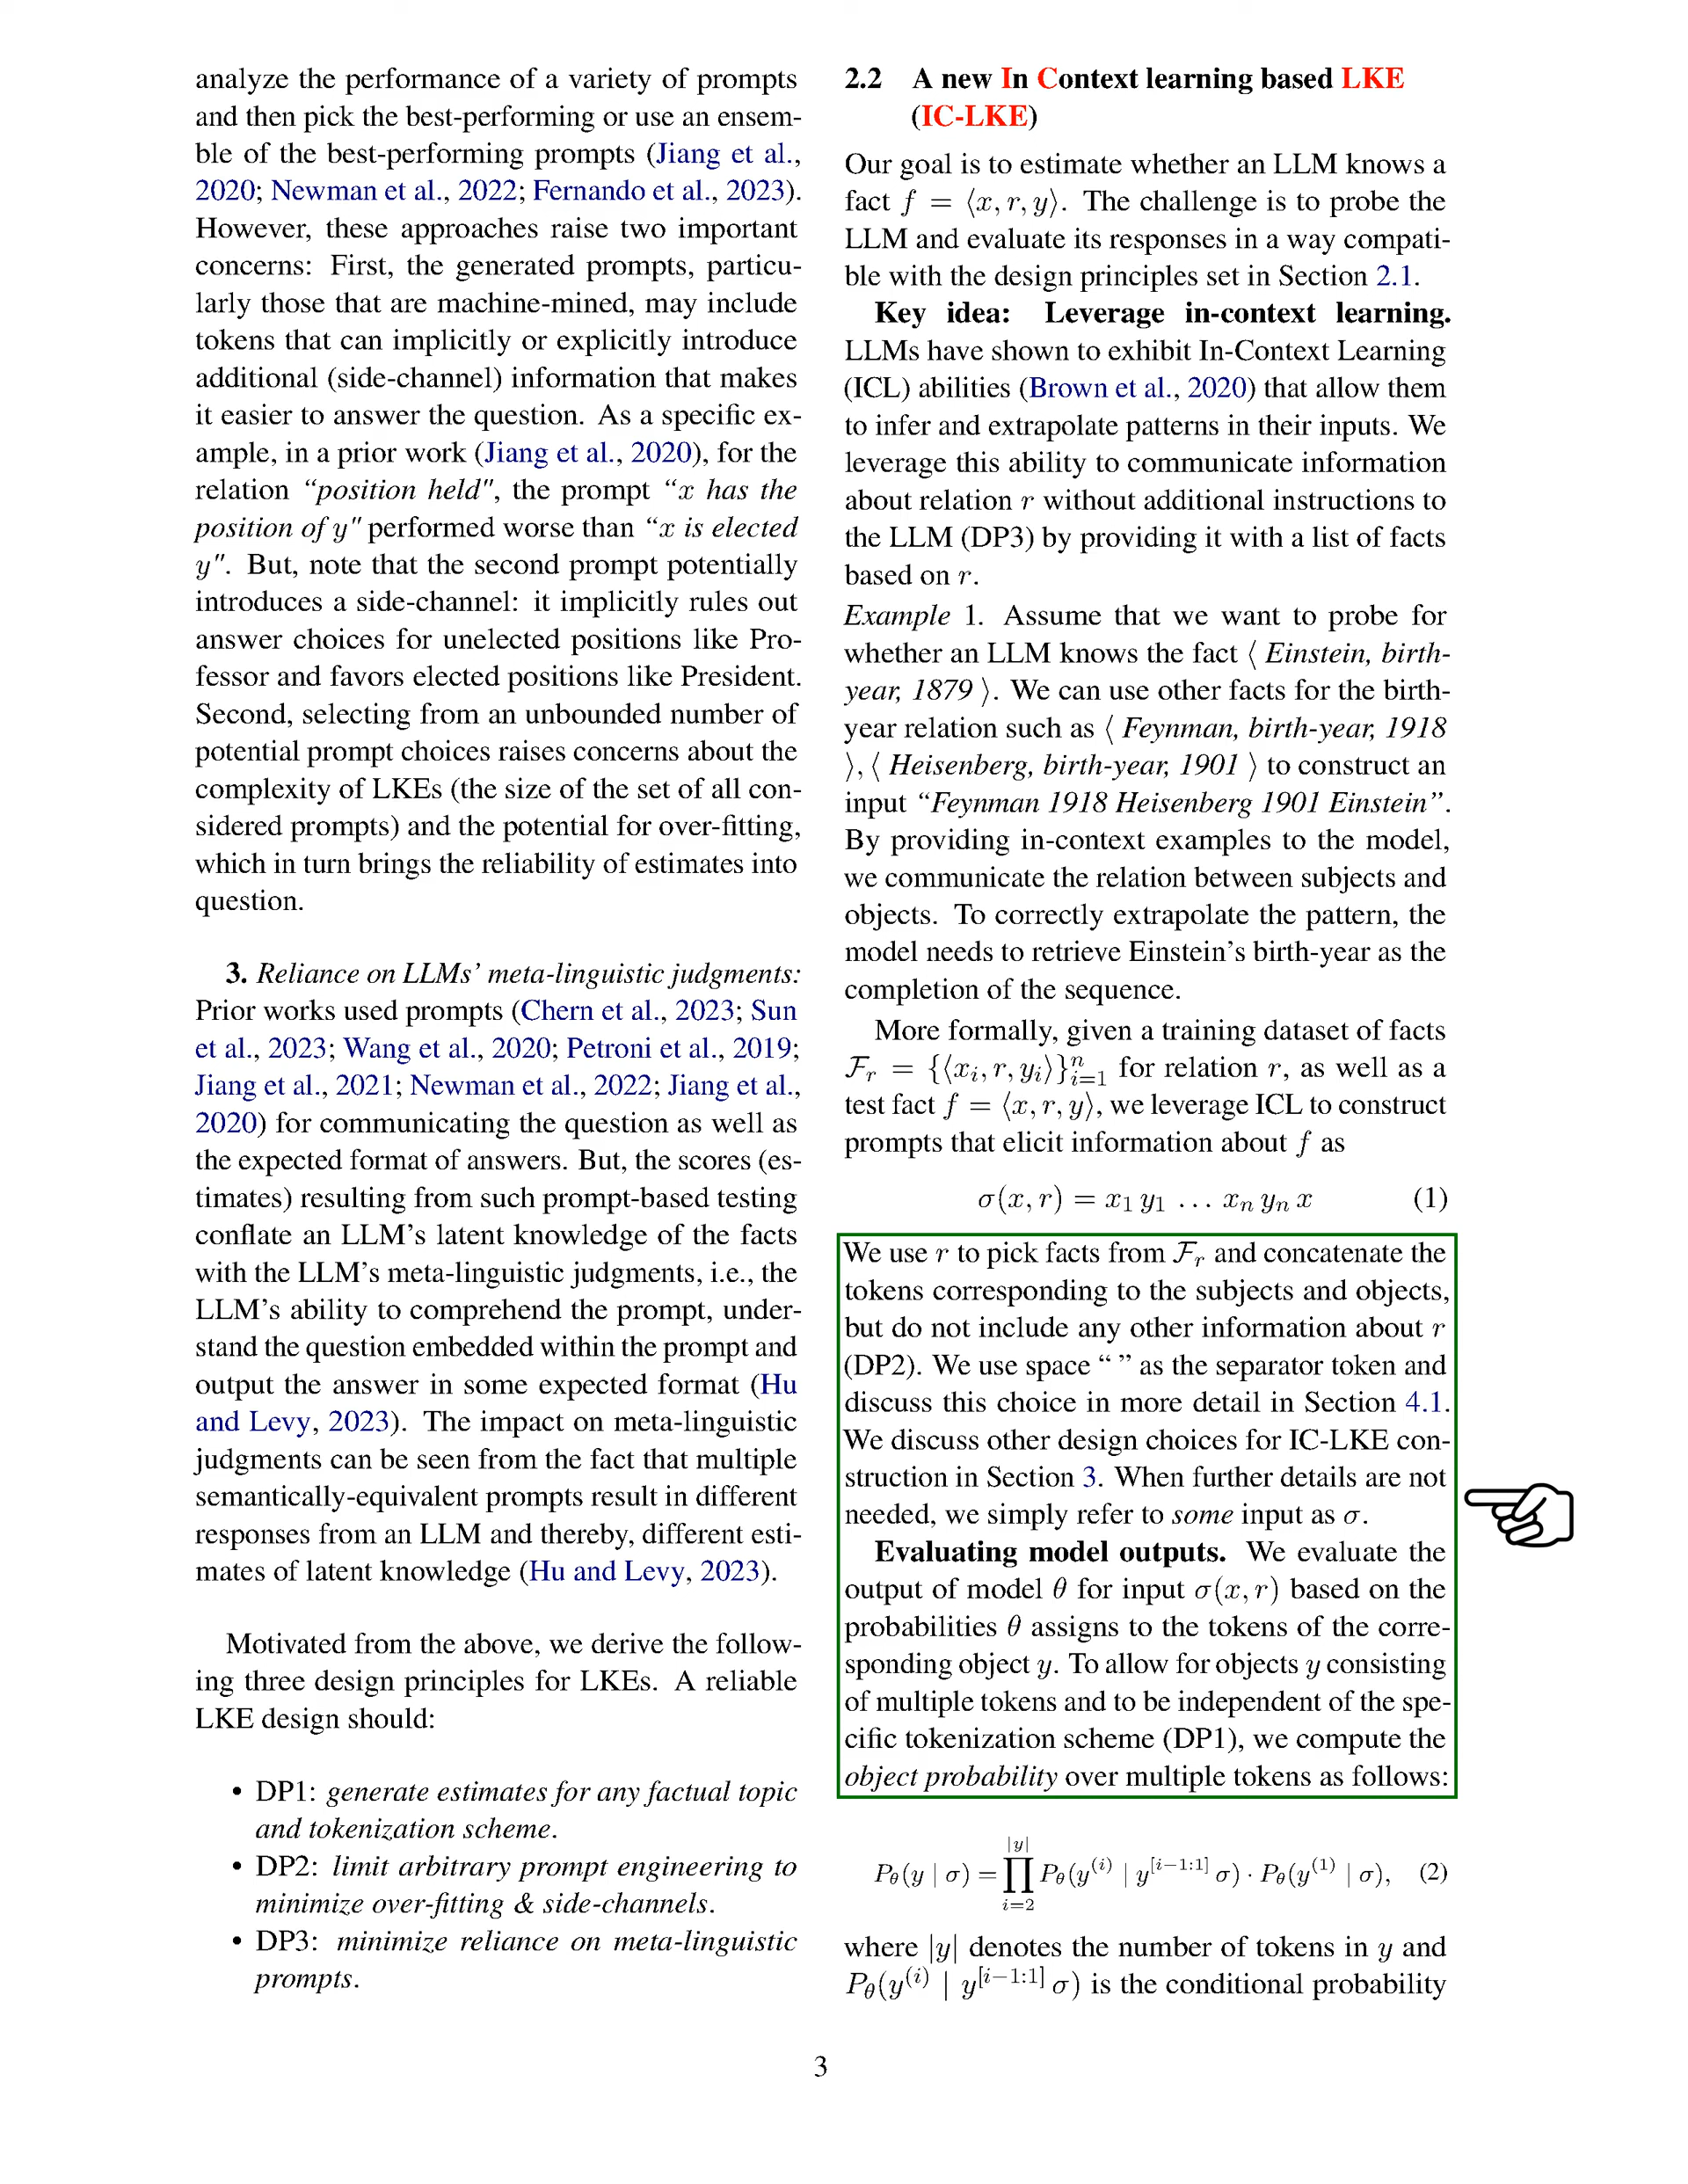 analyze the performance of a variety of prompts
and then pick the best-performing or use an ensem-
ble of the best-performing prompts (Jiang et al.,
2020; Newman et al., 2022; Fernando et al., 2023).
However, these approaches raise two important
concerns: First, the generated prompts, particu-
larly those that are machine-mined, may include
tokens that can implicitly or explicitly introduce
additional (side-channel) information that makes
it easier to answer the question. As a specific ex-
ample, in a prior work (Jiang et al., 2020), for the
relation “position held", the prompt “x has the
position of y" performed worse than “x is elected
y". But, note that the second prompt potentially
introduces a side-channel: it implicitly rules out
answer choices for unelected positions like Pro-
fessor and favors elected positions like President.
Second, selecting from an unbounded number of
potential prompt choices raises concerns about the
complexity of LKEs (the size of the set of all con-
sidered prompts) and the potential for over-fitting,
which in turn brings the reliability of estimates into
question.
3. Reliance on LLMs’ meta-linguistic judgments:
Prior works used prompts (Chern et al., 2023; Sun
et al., 2023; Wang et al., 2020; Petroni et al., 2019;
Jiang et al., 2021; Newman et al., 2022; Jiang et al.,
2020) for communicating the question as well as
the expected format of answers. But, the scores (es-
timates) resulting from such prompt-based testing
conflate an LLM’s latent knowledge of the facts
with the LLM’s meta-linguistic judgments, i.e., the
LLM’s ability to comprehend the prompt, under-
stand the question embedded within the prompt and
output the answer in some expected format (Hu
and Levy, 2023). The impact on meta-linguistic
judgments can be seen from the fact that multiple
semantically-equivalent prompts result in different
responses from an LLM and thereby, different esti-
mates of latent knowledge (Hu and Levy, 2023).
Motivated from the above, we derive the follow-
ing three design principles for LKEs. A reliable
LKE design should:
• DP1: generate estimates for any factual topic
and tokenization scheme.
• DP2: limit arbitrary prompt engineering to
minimize over-fitting & side-channels.
• DP3: minimize reliance on meta-linguistic
prompts.
2.2 A new In Context learning based LKE
(IC-LKE)
Our goal is to estimate whether an LLM knows a
fact f = ⟨x, r, y⟩. The challenge is to probe the
LLM and evaluate its responses in a way compati-
ble with the design principles set in Section 2.1.
Key idea: Leverage in-context learning.
LLMs have shown to exhibit In-Context Learning
(ICL) abilities (Brown et al., 2020) that allow them
to infer and extrapolate patterns in their inputs. We
leverage this ability to communicate information
about relation r without additional instructions to
the LLM (DP3) by providing it with a list of facts
based on r.
Example 1. Assume that we want to probe for
whether an LLM knows the fact ⟨ Einstein, birth-
year, 1879 ⟩. We can use other facts for the birth-
year relation such as ⟨ Feynman, birth-year, 1918
⟩, ⟨ Heisenberg, birth-year, 1901 ⟩ to construct an
input “Feynman 1918 Heisenberg 1901 Einstein”.
By providing in-context examples to the model,
we communicate the relation between subjects and
objects. To correctly extrapolate the pattern, the
model needs to retrieve Einstein’s birth-year as the
completion of the sequence.
More formally, given a training dataset of facts
ℱ_r = {⟨x_i, r, y_i⟩}_{i=1}^n for relation r, as well as a
test fact f = ⟨x, r, y⟩, we leverage ICL to construct
prompts that elicit information about f as
σ(x, r) = x_1 y_1 ... x_n y_n x (1)
We use r to pick facts from ℱ_r and concatenate the
tokens corresponding to the subjects and objects,
but do not include any other information about r
(DP2). We use space “ ” as the separator token and
discuss this choice in more detail in Section 4.1.
We discuss other design choices for IC-LKE con-
struction in Section 3. When further details are not
needed, we simply refer to some input as σ.
Evaluating model outputs. We evaluate the
output of model θ for input σ(x, r) based on the
probabilities θ assigns to the tokens of the corre-
sponding object y. To allow for objects y consisting
of multiple tokens and to be independent of the spe-
cific tokenization scheme (DP1), we compute the
object probability over multiple tokens as follows:
P_θ(y | σ) = ∏_{i=2}^{|y|} P_θ(y^{(i)} | y^{[i−1:1]} σ) · P_θ(y^{(1)} | σ), (2)
where |y| denotes the number of tokens in y and
P_θ(y^{(i)} | y^{[i−1:1]} σ) is the conditional probability
3